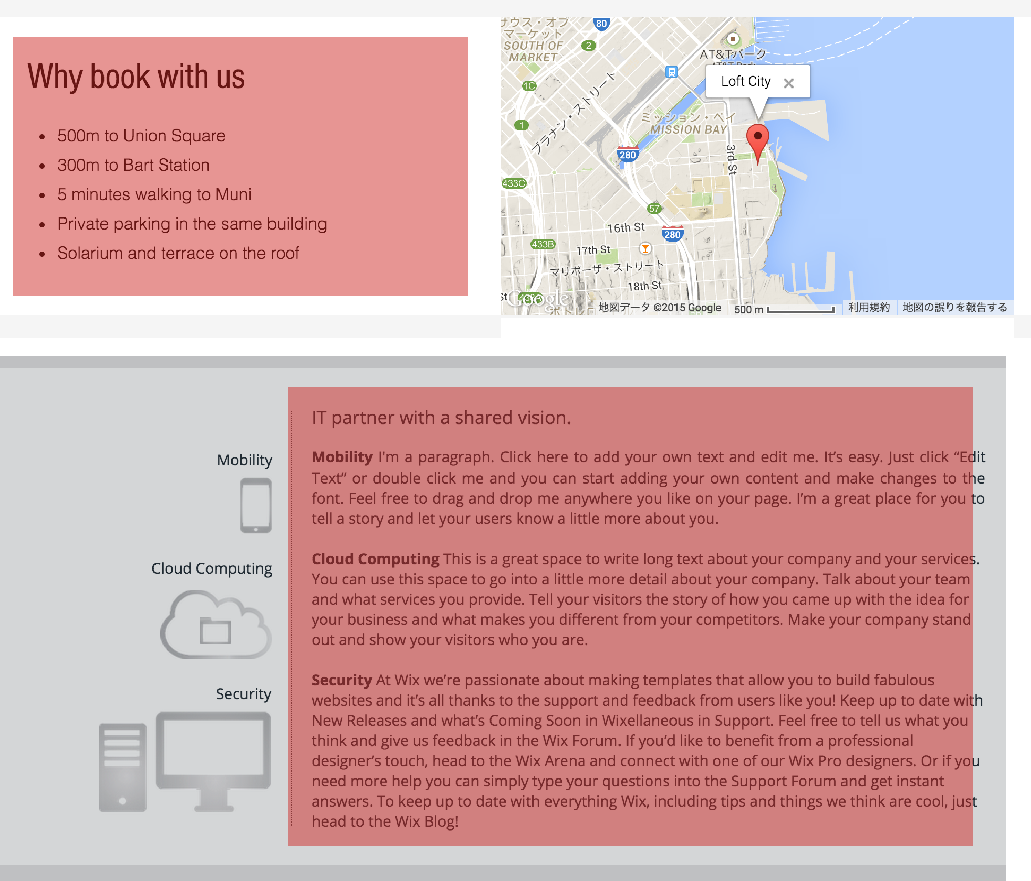 Why book with us
500m to Union Square
300m to Bart Station
5 minutes walking to Muni
Private parking in the same building
Solarium and terrace on the roof
80
マーケット
SOUTH OF
MARKET
2
AT&Tパーク
Loft City
1C
1
ブラナン・ストリート
ミッション・ベイ
MISSION BAY
280
3rd St
433C
57
16th St
280
433B
17th St
マリポーザ・ストリート
18th St
Google
地図データ ©2015 Google
500 m
利用規約
地図の誤りを報告する
IT partner with a shared vision.
Mobility
Mobility I'm a paragraph. Click here to add your own text and edit me. It's easy. Just click “Edit
Text” or double click me and you can start adding your own content and make changes to the
font. Feel free to drag and drop me anywhere you like on your page. I'm a great place for you to
tell a story and let your users know a little more about you.
Cloud Computing
Cloud Computing This is a great space to write long text about your company and your services.
You can use this space to go into a little more detail about your company. Talk about your team
and what services you provide. Tell your visitors the story of how you came up with the idea for
your business and what makes you different from your competitors. Make your company stand
out and show your visitors who you are.
Security
Security At Wix we're passionate about making templates that allow you to build fabulous
websites and it's all thanks to the support and feedback from users like you! Keep up to date with
New Releases and what's Coming Soon in Wixellaneous in Support. Feel free to tell us what you
think and give us feedback in the Wix Forum. If you'd like to benefit from a professional
designer's touch, head to the Wix Arena and connect with one of our Wix Pro designers. Or if you
need more help you can simply type your questions into the Support Forum and get instant
answers. To keep up to date with everything Wix, including tips and things we think are cool, just
head to the Wix Blog!